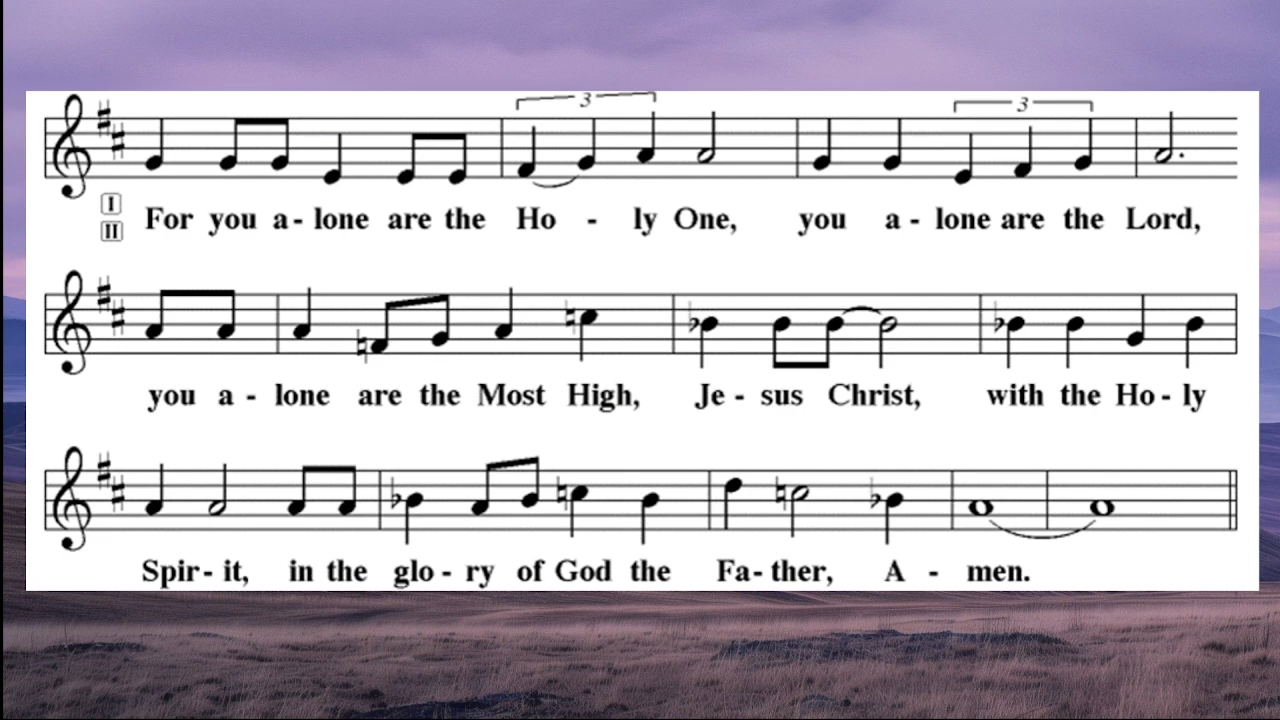 3 3
I
II
For you a - lone are the Ho - ly One, you a - lone are the Lord,
you a - lone are the Most High, Je - sus Christ, with the Ho - ly
Spir - it, in the glo - ry of God the Fa - ther, A - men.